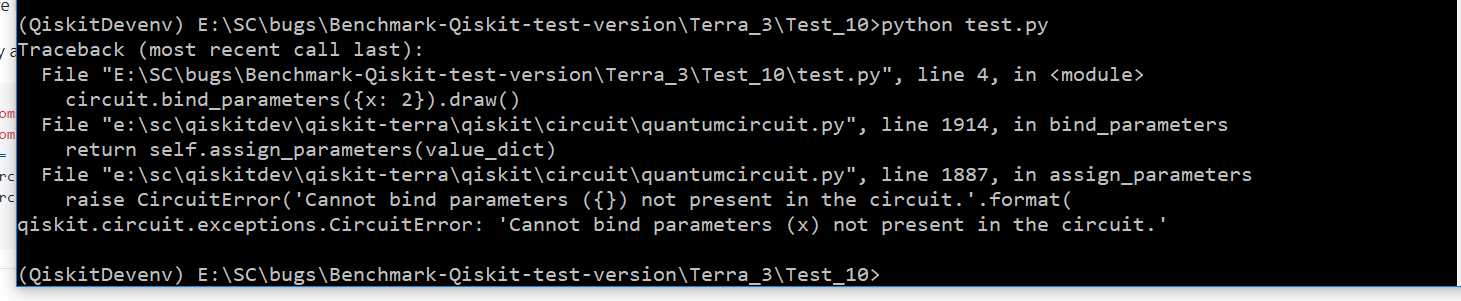 (QiskitDevenv) E:\SC\bugs\Benchmark-Qiskit-test-version\Terra_3\Test_10>python test.py
Traceback (most recent call last):
  File "E:\SC\bugs\Benchmark-Qiskit-test-version\Terra_3\Test_10\test.py", line 4, in <module>
    circuit.bind_parameters({x: 2}).draw()
  File "e:\sc\qiskitdev\qiskit-terra\qiskit\circuit\quantumcircuit.py", line 1914, in bind_parameters
    return self.assign_parameters(value_dict)
  File "e:\sc\qiskitdev\qiskit-terra\qiskit\circuit\quantumcircuit.py", line 1887, in assign_parameters
    raise CircuitError('Cannot bind parameters ({}) not present in the circuit.'.format(
qiskit.circuit.exceptions.CircuitError: 'Cannot bind parameters (x) not present in the circuit.'
(QiskitDevenv) E:\SC\bugs\Benchmark-Qiskit-test-version\Terra_3\Test_10>